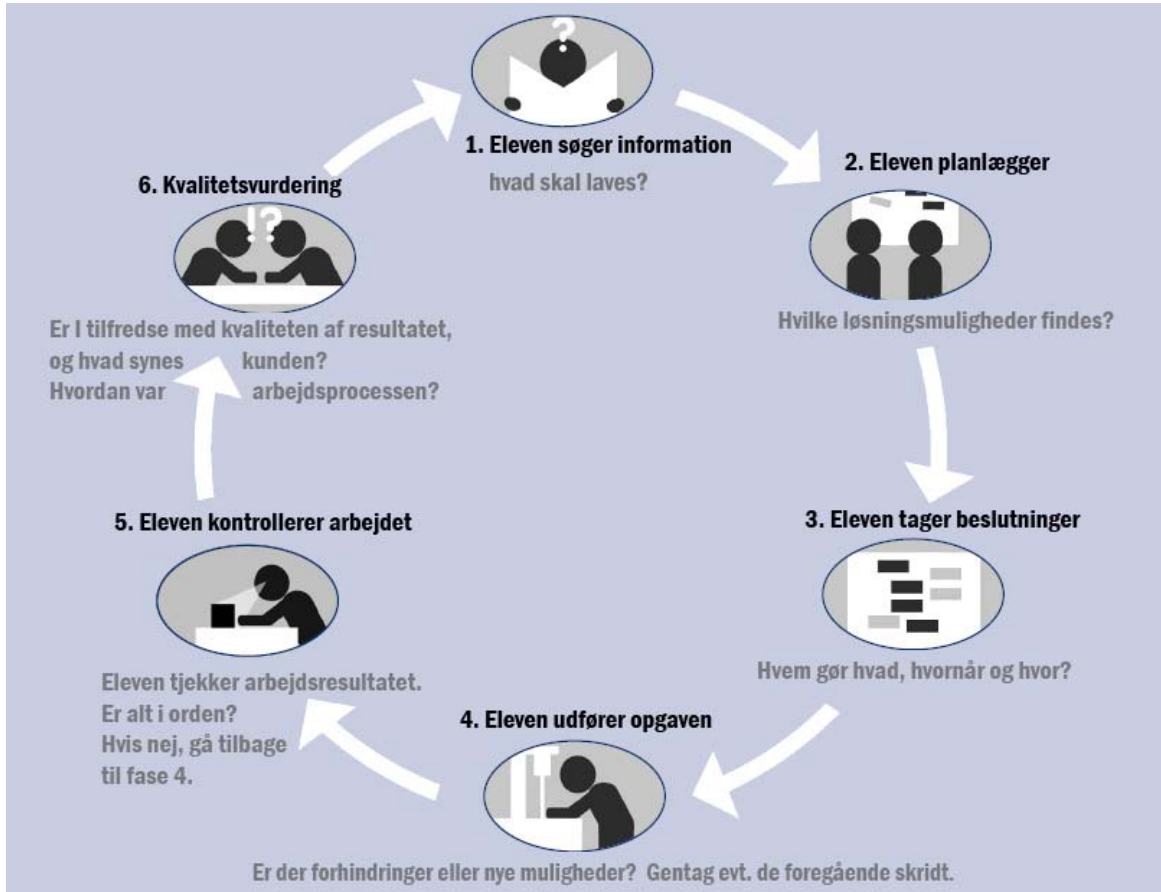 1. Eleven søger information
hvad skal laves?
2. Eleven planlægger
Hvilke løsningsmuligheder findes?
3. Eleven tager beslutninger
Hvem gør hvad, hvornår og hvor?
4. Eleven udfører opgaven
Er der forhindringer eller nye muligheder? Gentag evt. de foregående skridt.
5. Eleven kontrollerer arbejdet
Eleven tjekker arbejdsresultatet.
Er alt i orden?
Hvis nej, gå tilbage
til fase 4.
6. Kvalitetsvurdering
!?
Er I tilfredse med kvaliteten af resultatet,
og hvad synes kunden?
Hvordan var arbejdsprocessen?
?